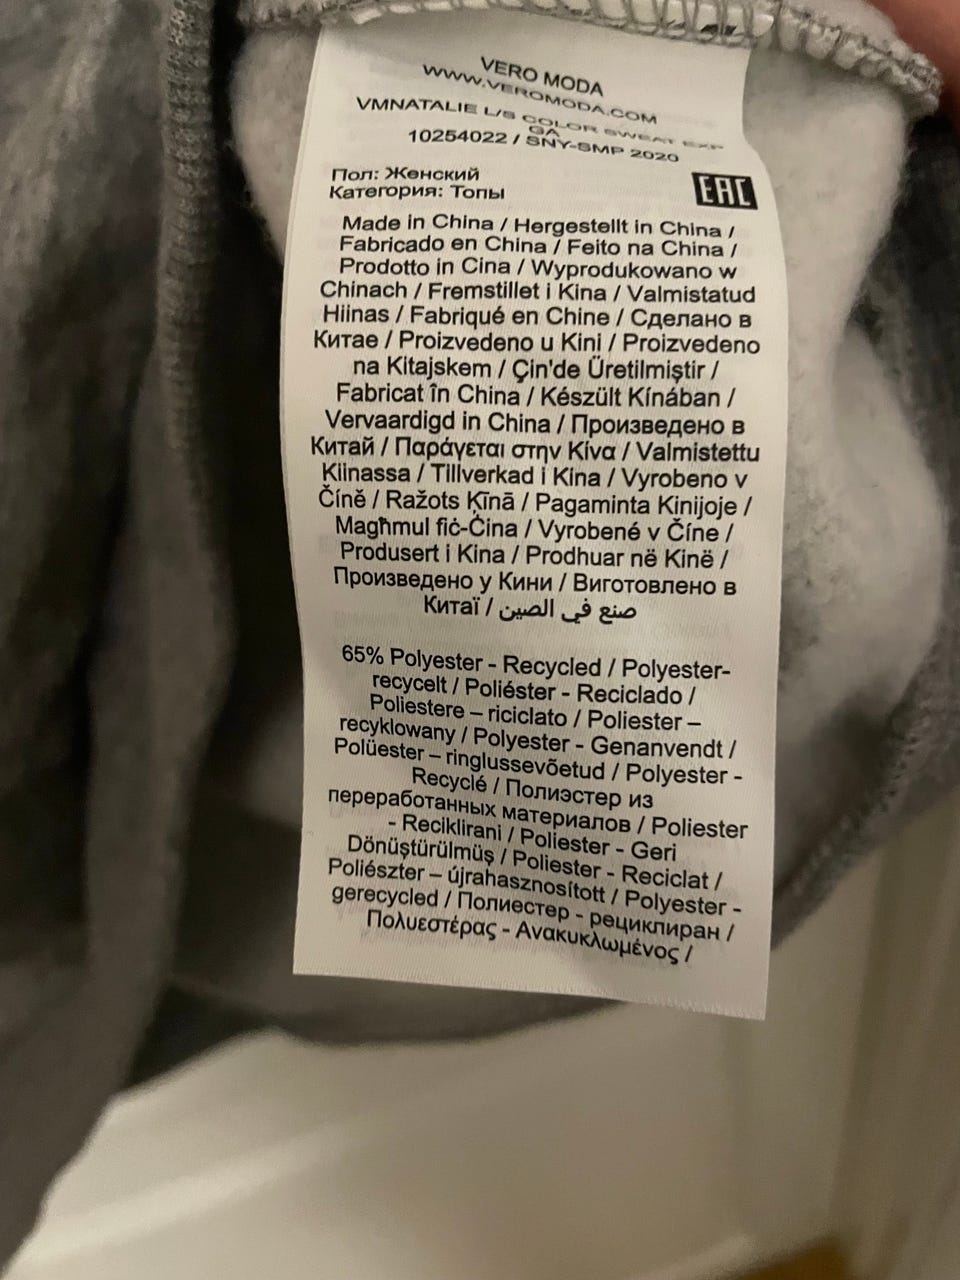 VERO MODA
WWW.VEROMODA.COM
VMNATALIE L/S COLOR SWEAT EXP
GA
10254022 / SNY-SMP 2020
Пол: Женский
Категория: Топы
EAC
Made in China / Hergestellt in China /
Fabricado en China / Feito na China /
Prodotto in Cina / Wyprodukowano w
Chinach / Fremstillet i Kina / Valmistatud
Hiinas / Fabriqué en Chine / Сделано в
Китае / Proizvedeno u Kini / Proizvedeno
na Kitajskem / Çin'de Üretilmiştir /
Fabricat în China / Készült Kínában /
Vervaardigd in China / Произведено в
Китай / Παράγεται στην Κίνα / Valmistettu
Kiinassa / Tillverkad i Kina / Vyrobeno v
Číně / Ražots Ķīnā / Pagaminta Kinijoje /
Magħmul fiċ-Ċina / Vyrobené v Číne /
Produsert i Kina / Prodhuar në Kinë /
Произведено у Кини / Виготовлено в
Китаї / صنع في الصين
65% Polyester - Recycled / Polyester-
recycelt / Poliéster - Reciclado /
Poliestere – riciclato / Poliester –
recyklowany / Polyester - Genanvendt /
Polüester – ringlussevõetud / Polyester -
Recyclé / Полиэстер из
переработанных материалов / Poliester
- Reciklirani / Poliester - Geri
Dönüştürülmüş / Poliester - Reciclat /
Poliészter – újrahasznosított / Polyester -
gerecycled / Полиестер - рециклиран /
Πολυεστέρας - Ανακυκλωμένος /